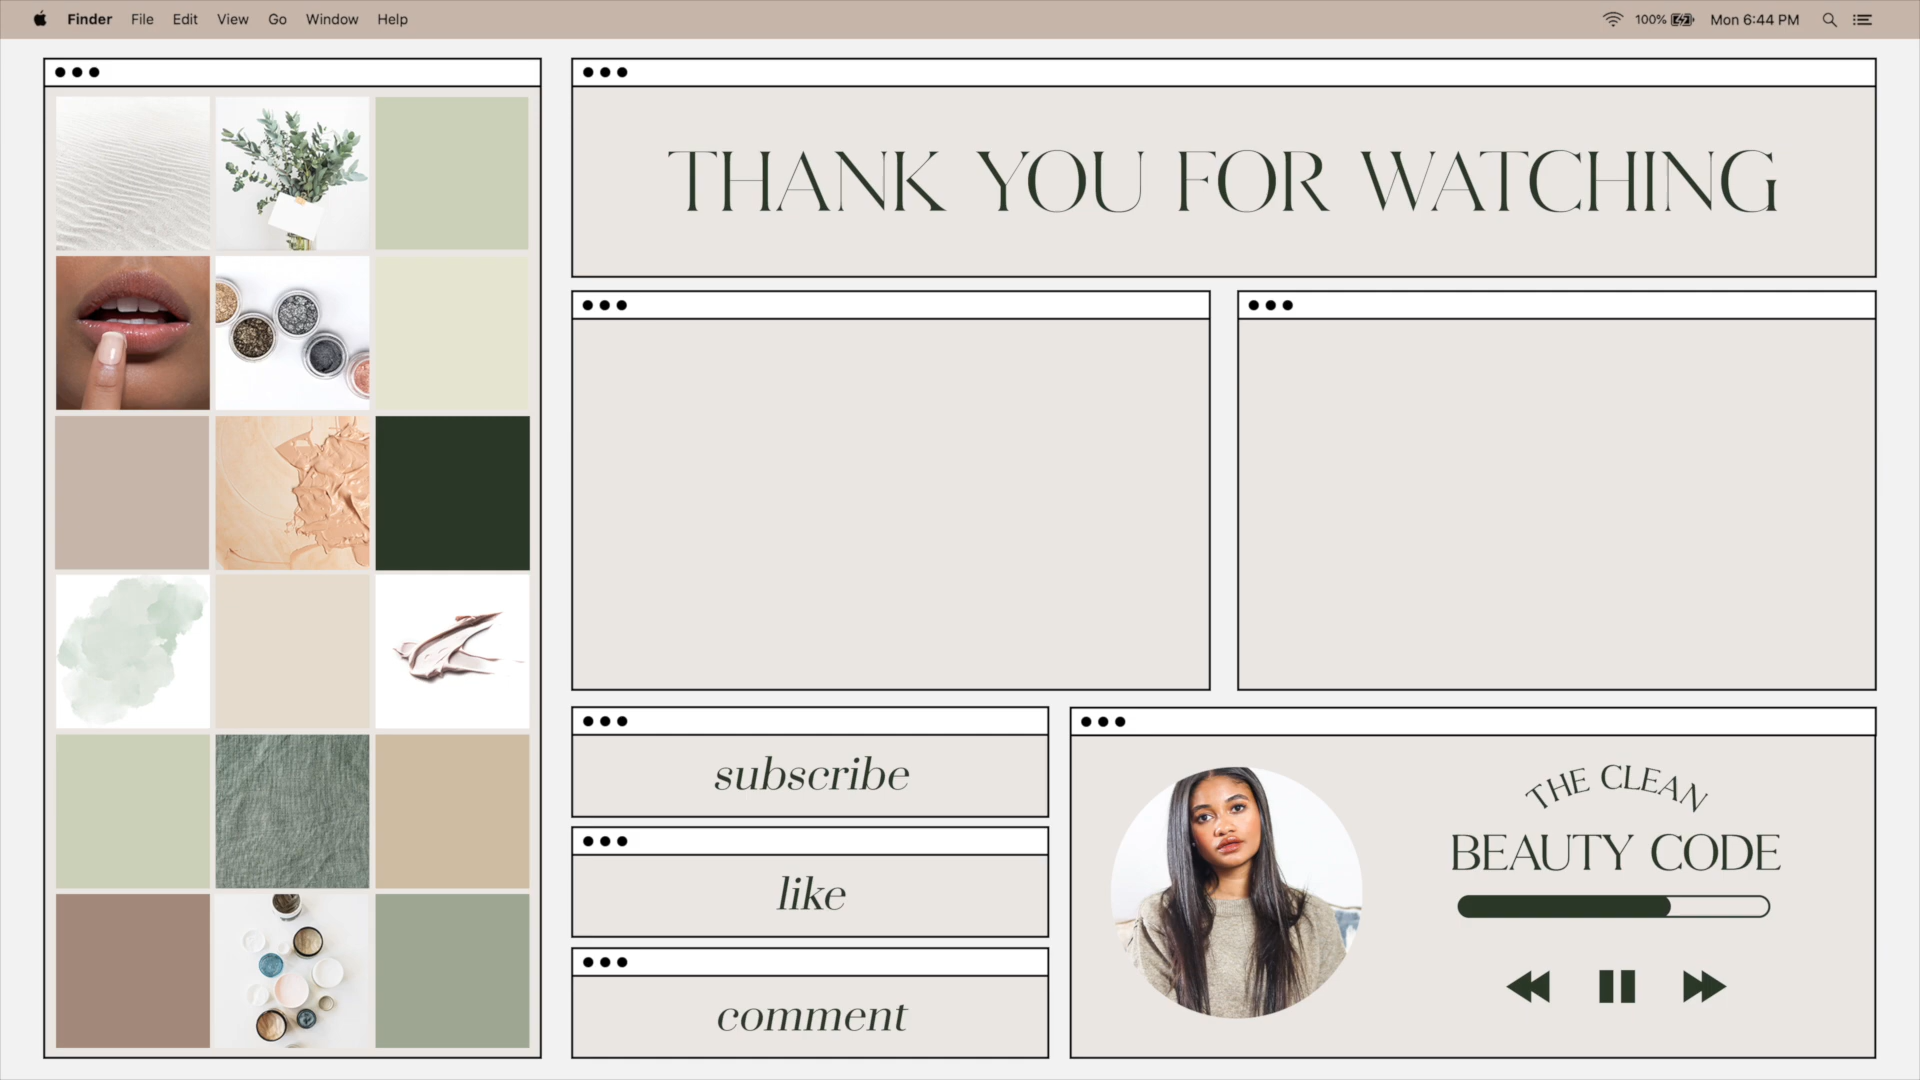 Finder File Edit View Go Window Help 100% Mon 6:44 PM
THANK YOU FOR WATCHING
subscribe
like
comment
THE CLEAN
BEAUTY CODE